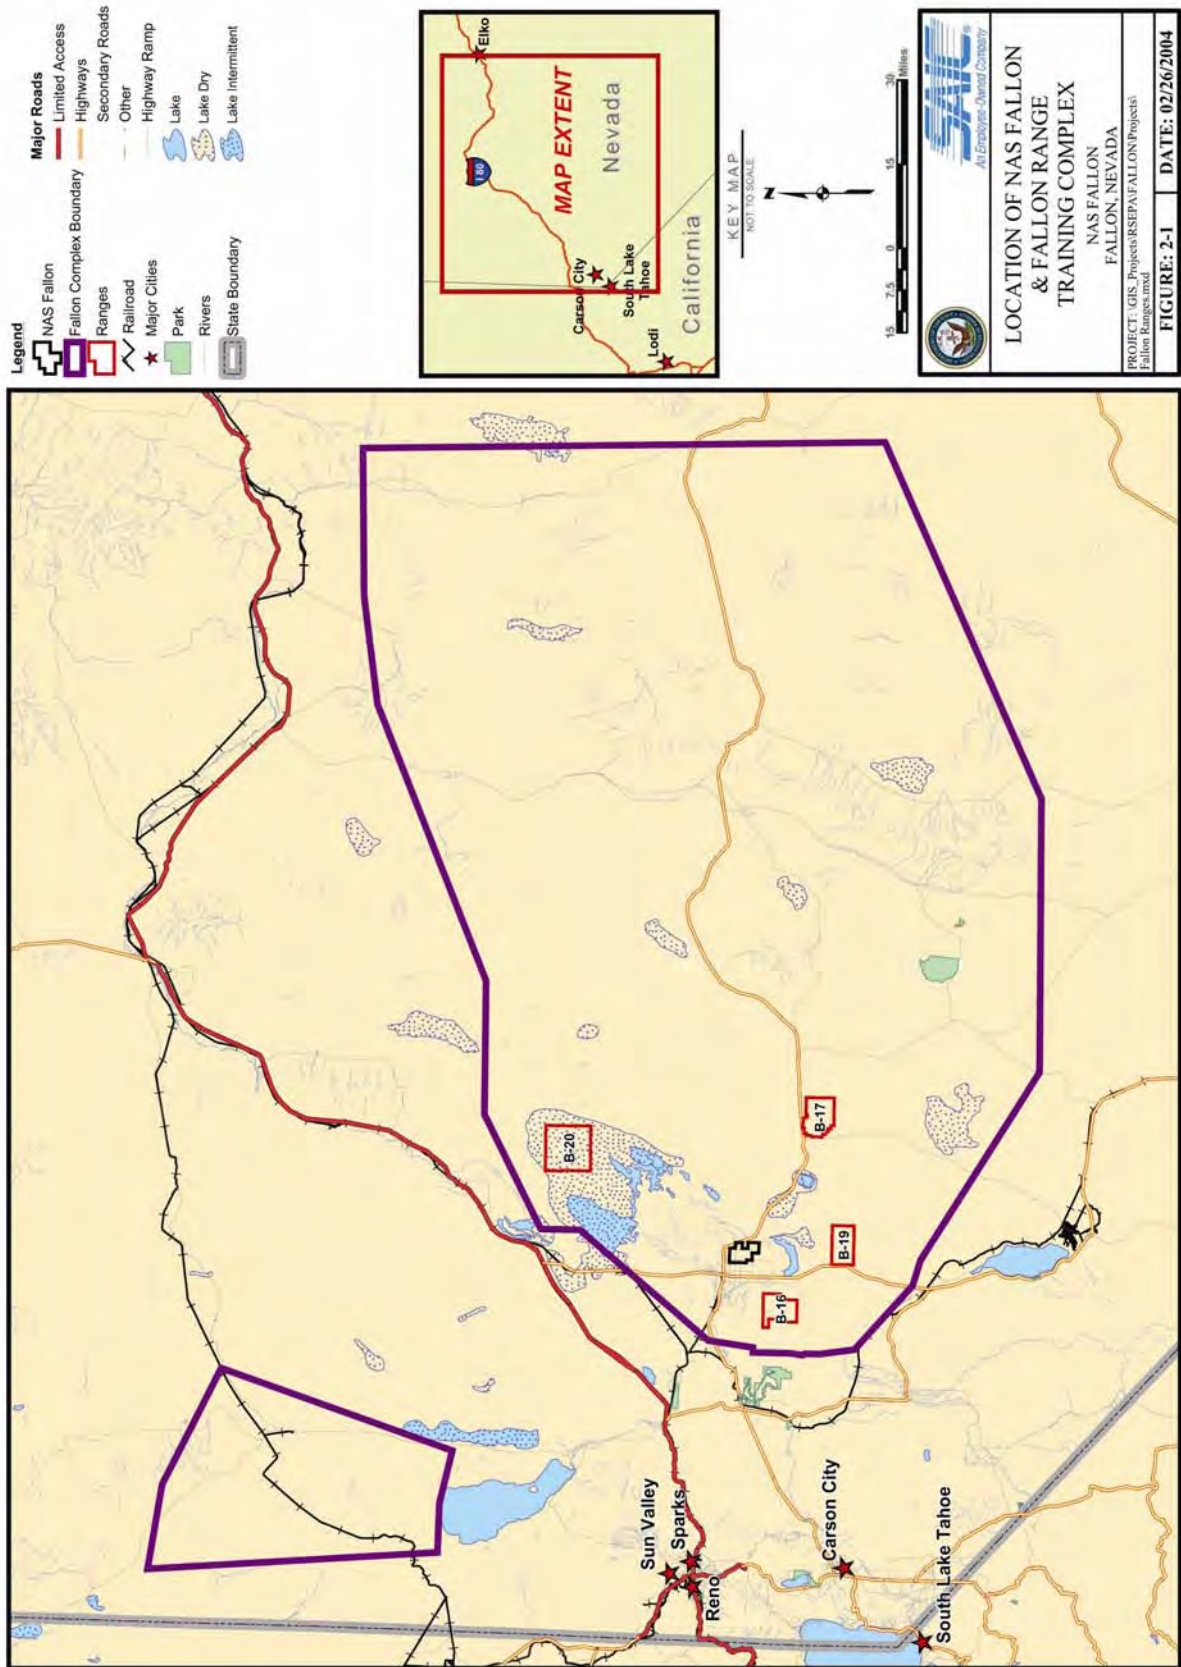 Legend
NAS Fallon
Fallon Complex Boundary
Ranges
Railroad
Major Cities
Park
Rivers
State Boundary
Major Roads
Limited Access
Highways
Secondary Roads
Other
Highway Ramp
Lake
Lake Dry
Lake Intermittent
Elko
I 80
MAP EXTENT
Nevada
Carson City
South Lake
Tahoe
Lodi
California
KEY MAP
NOT TO SCALE
N
15 7.5 0 15 30
Miles
SAIC®
An Employee-Owned Company
LOCATION OF NAS FALLON
& FALLON RANGE
TRAINING COMPLEX
NAS FALLON
FALLON, NEVADA
PROJECT: \GIS_Projects\RSEPA\FALLON\Projects\
Fallon Ranges.mxd
FIGURE: 2-1
DATE: 02/26/2004
B-20
B-17
B-19
B-16
Sun Valley
Sparks
Reno
Carson City
South Lake Tahoe